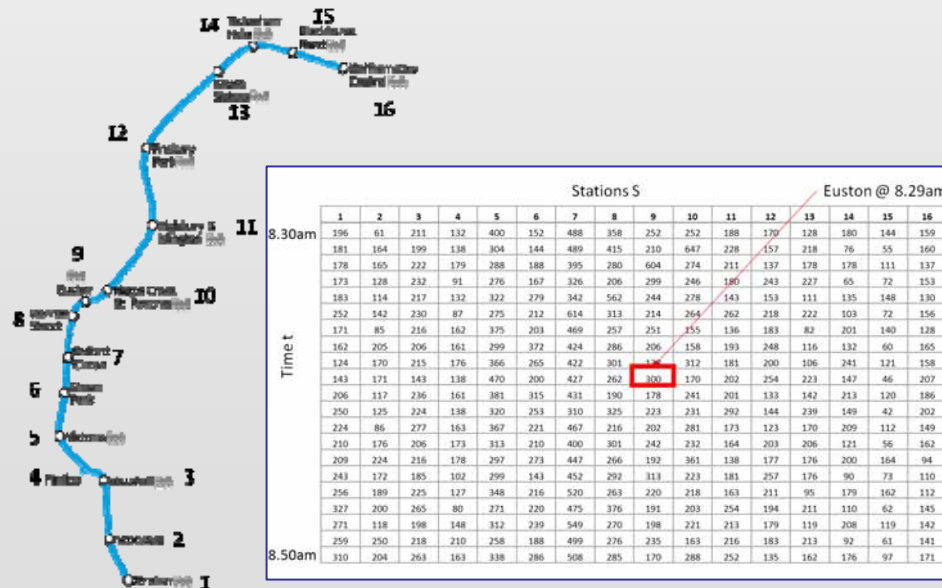 14
15
16
13
12
Park
11
9
10
8
7
6
Park
5
4 Pimlico 3
2
1
Stations S
Euston @ 8.29am
Time t
8.30am
8.50am
1 2 3 4 5 6 7 8 9 10 11 12 13 14 15 16
196 61 211 132 400 152 489 358 252 252 188 170 128 180 144 159
181 164 199 138 304 144 489 415 210 647 228 157 218 76 55 160
178 165 222 179 288 188 395 280 604 274 211 137 178 178 111 137
173 128 232 91 276 167 326 206 299 246 180 243 227 65 72 153
183 114 217 132 322 279 342 562 244 278 143 153 111 135 148 130
252 142 230 87 275 212 614 313 214 264 262 218 222 103 72 156
171 85 216 162 375 203 469 257 251 155 136 183 82 201 140 128
162 205 206 161 299 372 424 286 206 158 193 248 116 132 60 165
124 170 215 176 366 265 422 301 312 181 200 106 241 121 158
143 171 143 138 470 200 427 262 300 170 202 254 223 147 46 207
206 117 236 161 381 315 431 190 178 241 201 133 142 213 120 186
250 125 224 138 320 253 310 325 223 231 292 144 239 149 42 202
224 86 277 163 367 221 467 216 202 281 173 123 170 209 112 149
210 176 206 173 313 210 400 301 242 232 164 203 206 121 56 162
209 224 216 178 297 273 447 266 192 361 138 177 176 200 164 94
243 172 185 102 299 143 452 292 313 223 181 257 176 90 73 110
256 189 225 127 348 216 520 263 220 218 163 211 95 179 162 112
327 200 265 80 271 220 475 376 191 203 254 194 211 110 62 145
271 118 198 148 312 239 549 270 198 221 213 179 119 208 119 142
259 250 218 210 258 188 499 276 235 163 216 183 213 92 61 141
310 204 263 163 338 286 508 285 170 288 252 135 162 176 97 171